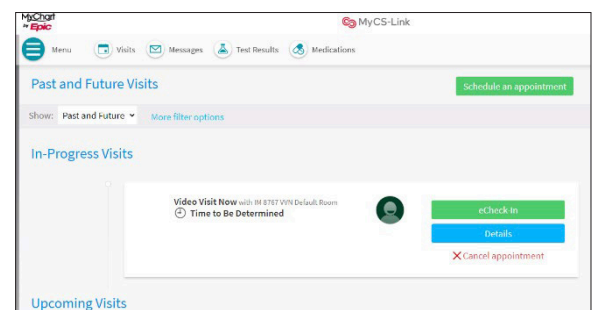 MyChart
by Epic
MyCS-Link
Menu Visits Messages Test Results Medications
Past and Future Visits
Schedule an appointment
Show: Past and Future More filter options
In-Progress Visits
Video Visit Now with IM 8767 VVN Default Room
Time to Be Determined
eCheck-In
Details
Cancel appointment
Upcoming Visits